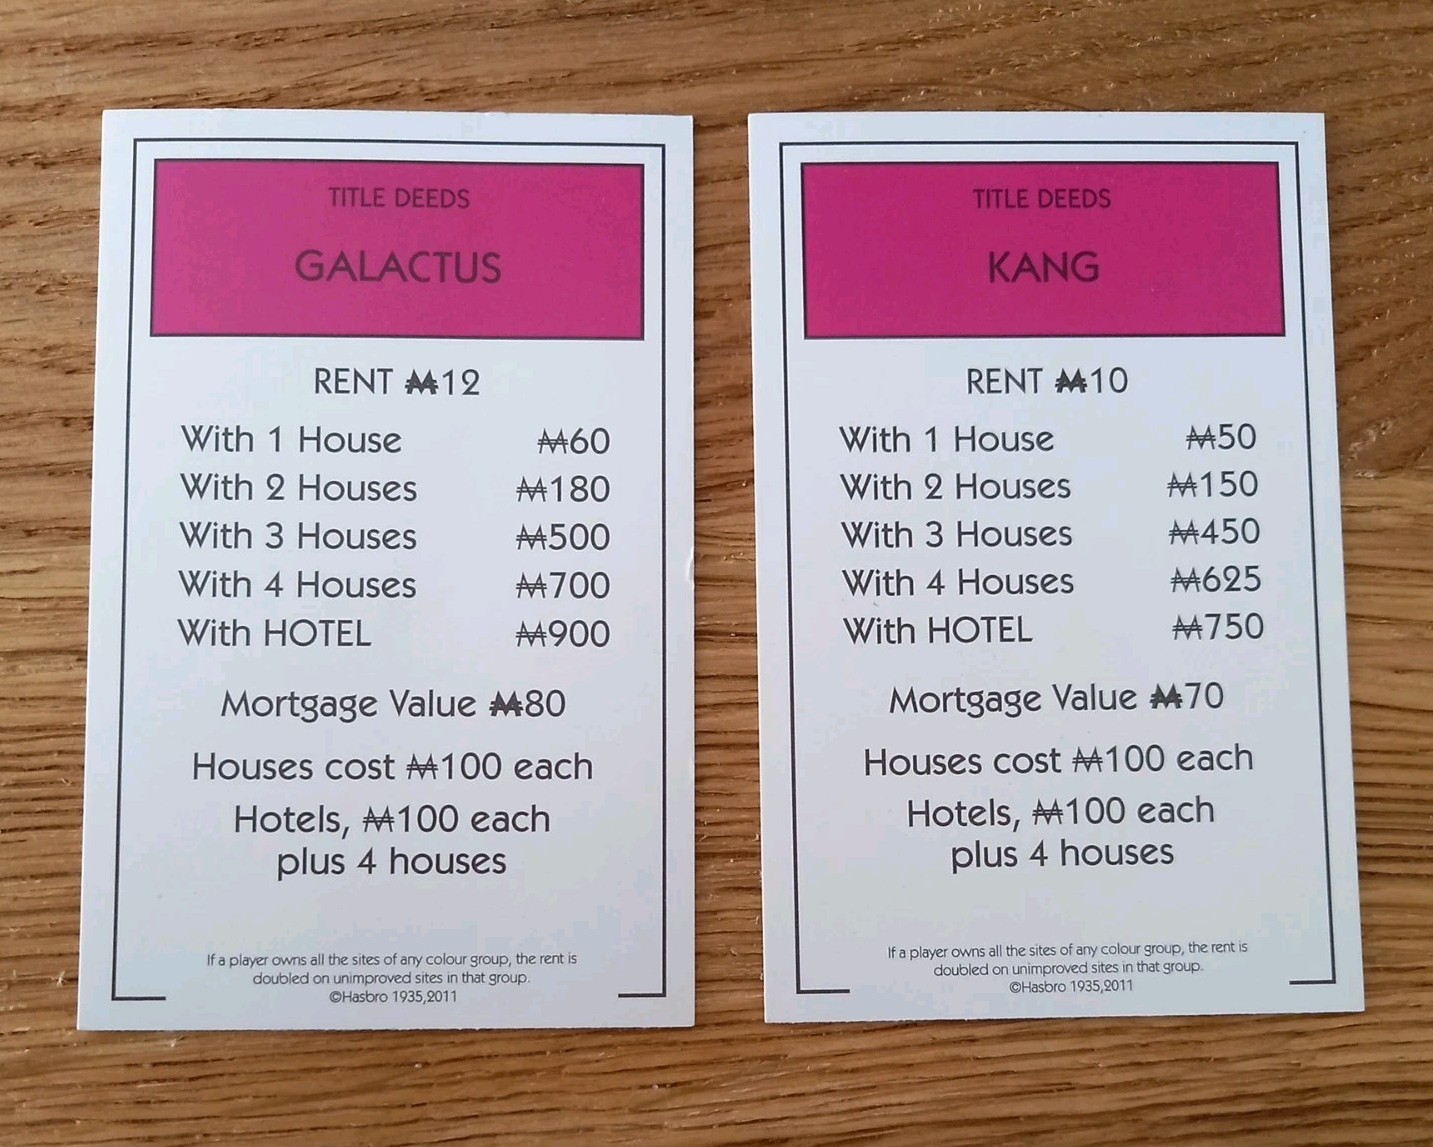 TITLE DEEDS
GALACTUS
RENT ₩12
With 1 House ₩60
With 2 Houses ₩180
With 3 Houses ₩500
With 4 Houses ₩700
With HOTEL ₩900
Mortgage Value ₩80
Houses cost ₩100 each
Hotels, ₩100 each
plus 4 houses
If a player owns all the sites of any colour group, the rent is
doubled on unimproved sites in that group.
©Hasbro 1935,2011
TITLE DEEDS
KANG
RENT ₩10
With 1 House ₩50
With 2 Houses ₩150
With 3 Houses ₩450
With 4 Houses ₩625
With HOTEL ₩750
Mortgage Value ₩70
Houses cost ₩100 each
Hotels, ₩100 each
plus 4 houses
If a player owns all the sites of any colour group, the rent is
doubled on unimproved sites in that group.
©Hasbro 1935,2011